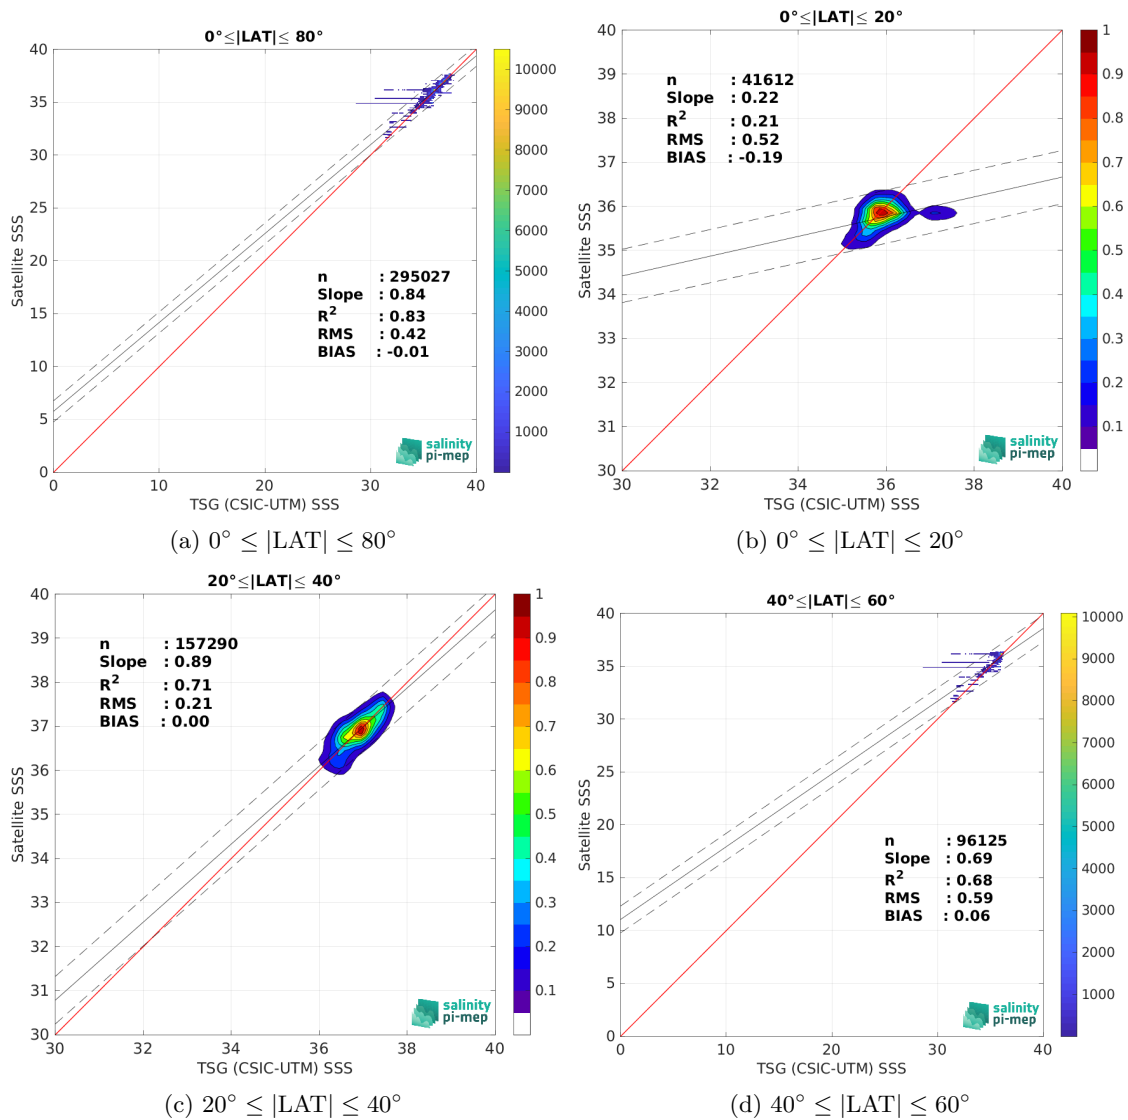 0°≤|LAT|≤ 80°
40
35
30
25
20
15
10
5
0
Satellite SSS
n : 295027
Slope : 0.84
R² : 0.83
RMS : 0.42
BIAS : -0.01
salinity
pi-mep
0 10 20 30 40
TSG (CSIC-UTM) SSS
10000
9000
8000
7000
6000
5000
4000
3000
2000
1000
(a) 0° ≤ |LAT| ≤ 80°
0°≤|LAT|≤ 20°
40
39
38
37
36
35
34
33
32
31
30
Satellite SSS
n : 41612
Slope : 0.22
R² : 0.21
RMS : 0.52
BIAS : -0.19
salinity
pi-mep
30 32 34 36 38 40
TSG (CSIC-UTM) SSS
1
0.9
0.8
0.7
0.6
0.5
0.4
0.3
0.2
0.1
(b) 0° ≤ |LAT| ≤ 20°
20°≤|LAT|≤ 40°
40
39
38
37
36
35
34
33
32
31
30
Satellite SSS
n : 157290
Slope : 0.89
R² : 0.71
RMS : 0.21
BIAS : 0.00
salinity
pi-mep
30 32 34 36 38 40
TSG (CSIC-UTM) SSS
1
0.9
0.8
0.7
0.6
0.5
0.4
0.3
0.2
0.1
(c) 20° ≤ |LAT| ≤ 40°
40°≤|LAT|≤ 60°
40
35
30
25
20
15
10
5
0
Satellite SSS
n : 96125
Slope : 0.69
R² : 0.68
RMS : 0.59
BIAS : 0.06
salinity
pi-mep
0 10 20 30 40
TSG (CSIC-UTM) SSS
10000
9000
8000
7000
6000
5000
4000
3000
2000
1000
(d) 40° ≤ |LAT| ≤ 60°